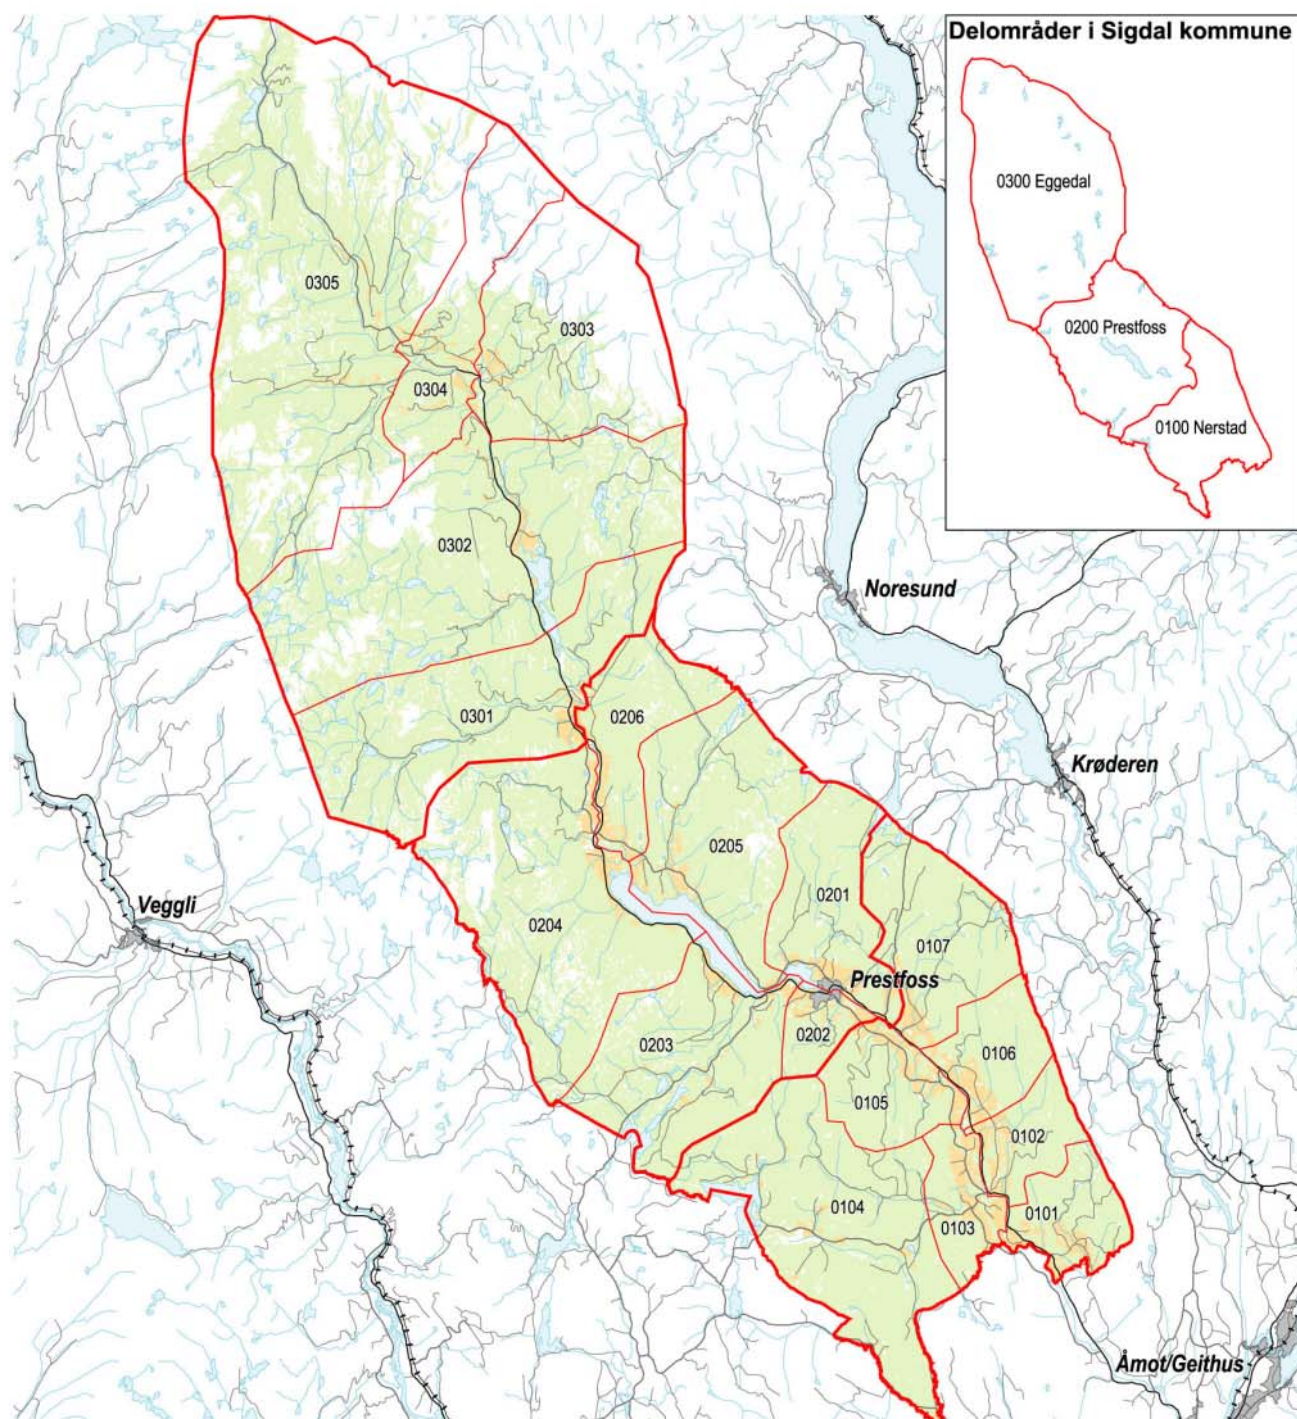 Delområder i Sigdal kommune
0300 Eggedal
0200 Prestfoss
0100 Nerstad
0305
0303
0304
0302
Noresund
0301
0206
Krøderen
0205
0201
Veggli
0204
0107
Prestfoss
0202
0203
0106
0105
0102
0104
0101
0103
Åmot/Geithus